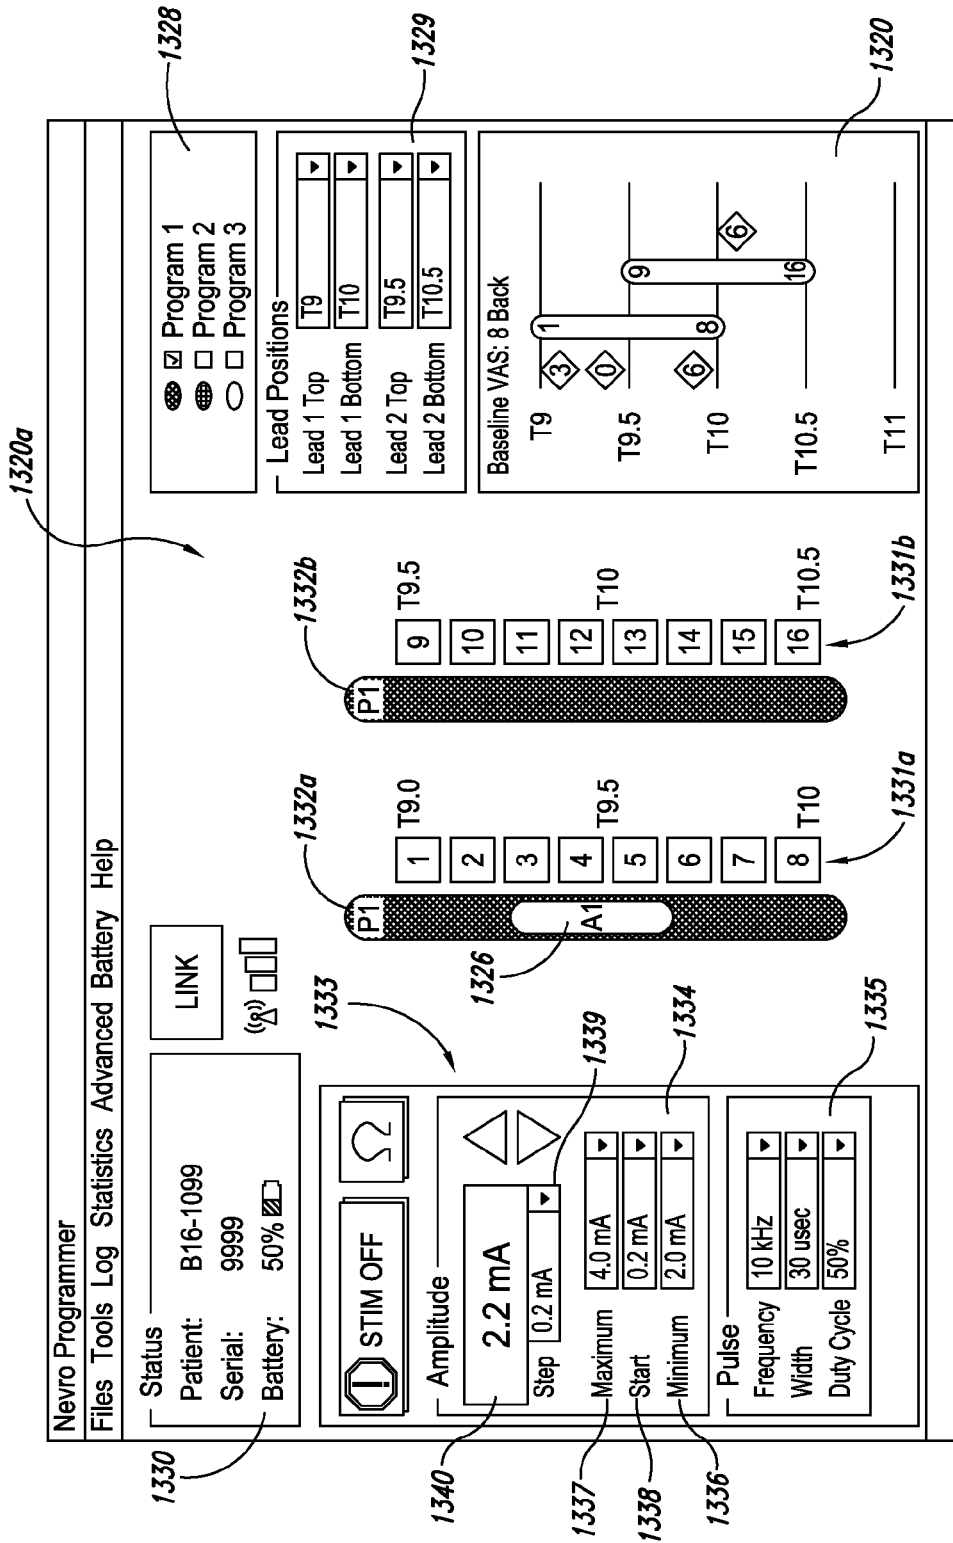 1320a
1328
1329
1320
Nevro Programmer
Files Tools Log Statistics Advanced Battery Help
Status
Patient: B16-1099
Serial: 9999
Battery: 50%
1330
LINK
STIM OFF
Ω
1333
Amplitude
2.2 mA
Step 0.2 mA
1339
1340
Maximum 4.0 mA
Start 0.2 mA
Minimum 2.0 mA
1337
1338
1336
1334
Pulse
Frequency 10 kHz
Width 30 usec
Duty Cycle 50%
1335
1332a
P1
A1
1326
1 T9.0
2
3
4
T9.5
5
6
7
8 T10
1331a
1332b
P1
9 T9.5
10
11
12
T10
13
14
15
16 T10.5
1331b
Program 1
Program 2
Program 3
Lead Positions
Lead 1 Top T9
Lead 1 Bottom T10
Lead 2 Top T9.5
Lead 2 Bottom T10.5
Baseline VAS: 8 Back
T9
1
3
0
T9.5
9
6
8
T10
6
16
T10.5
T11